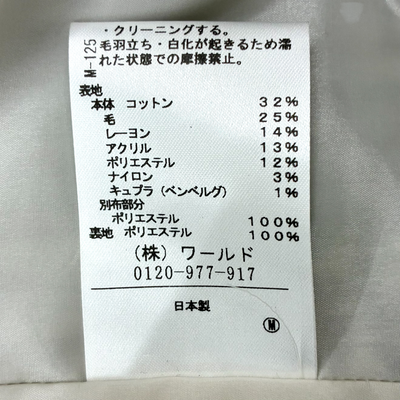 ・クリーニングする。
毛羽立ち・白化が起きるため濡
れた状態での摩擦禁止。
M-125
表地
本体 コットン 32%
毛 25%
レーヨン 14%
アクリル 13%
ポリエステル 12%
ナイロン 3%
キュプラ(ベンベルグ) 1%
別布部分
ポリエステル 100%
裏地 ポリエステル 100%
(株) ワールド
0120-977-917
日本製
M